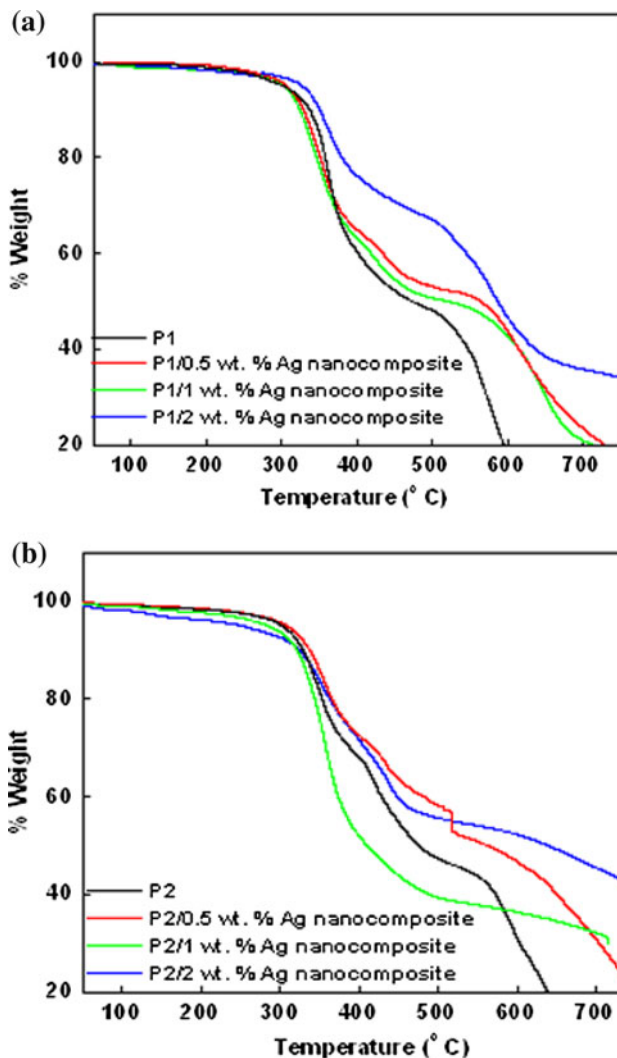 (a)
100
80
60
40
20
% Weight
P1
P1/0.5 wt. % Ag nanocomposite
P1/1 wt. % Ag nanocomposite
P1/2 wt. % Ag nanocomposite
100 200 300 400 500 600 700
Temperature (° C)
(b)
100
80
60
40
20
% Weight
P2
P2/0.5 wt. % Ag nanocomposite
P2/1 wt. % Ag nanocomposite
P2/2 wt. % Ag nanocomposite
100 200 300 400 500 600 700
Temperature (° C)